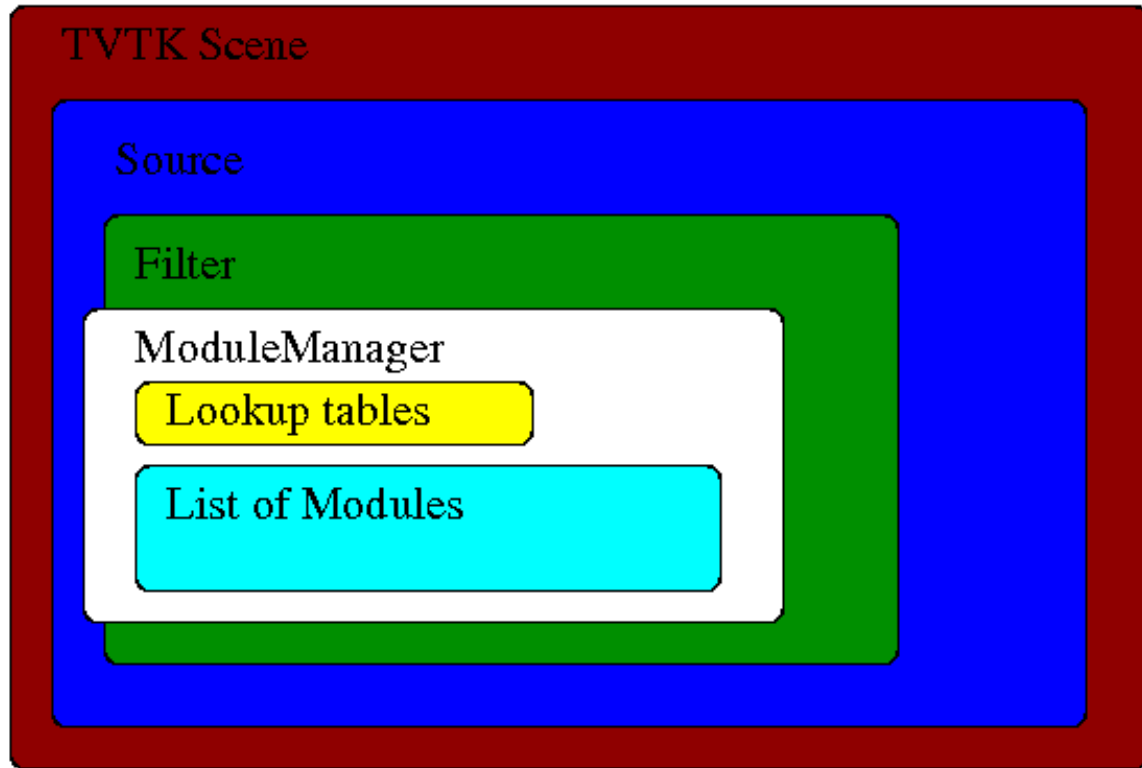 TVTK Scene
Source
Filter
ModuleManager
Lookup tables
List of Modules